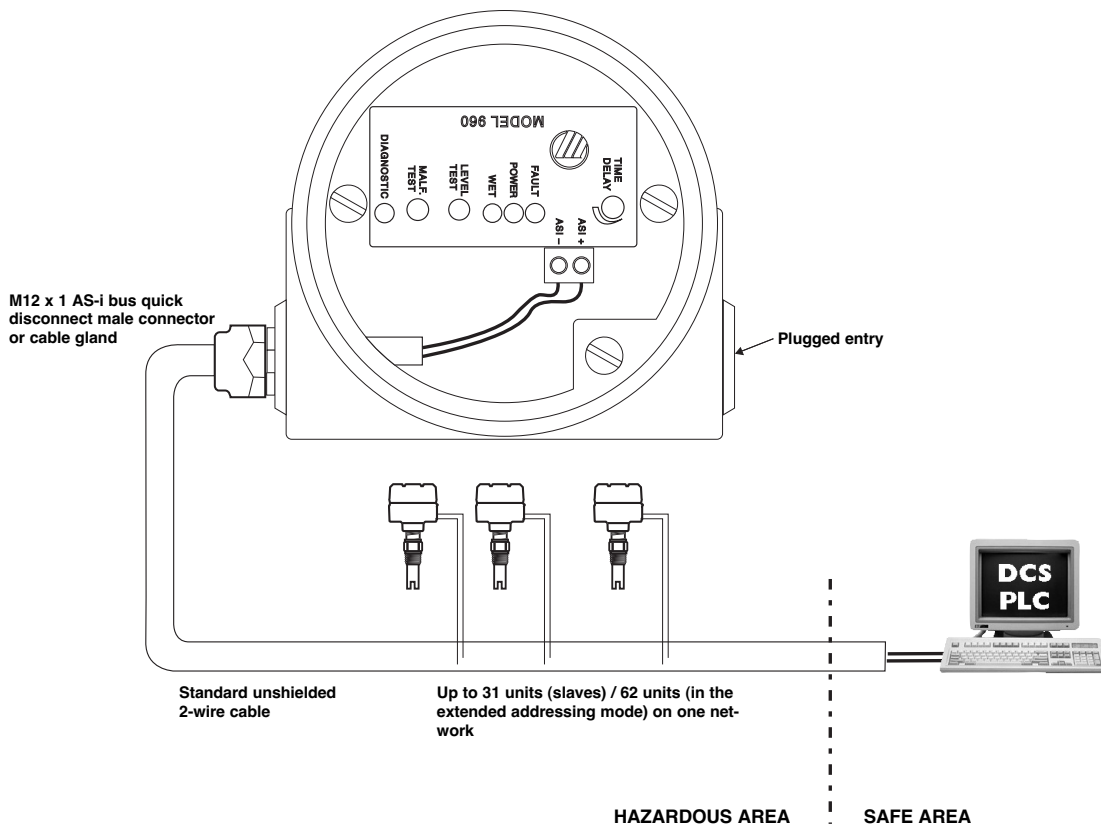 MODEL 960
DIAGNOSTIC
MALF.
TEST
LEVEL
TEST
WET
POWER
FAULT
TIME
DELAY
ASI –
ASI +
M12 x 1 AS-i bus quick
disconnect male connector
or cable gland
Plugged entry
DCS
PLC
Standard unshielded
2-wire cable
Up to 31 units (slaves) / 62 units (in the
extended addressing mode) on one net-
work
HAZARDOUS AREA
SAFE AREA